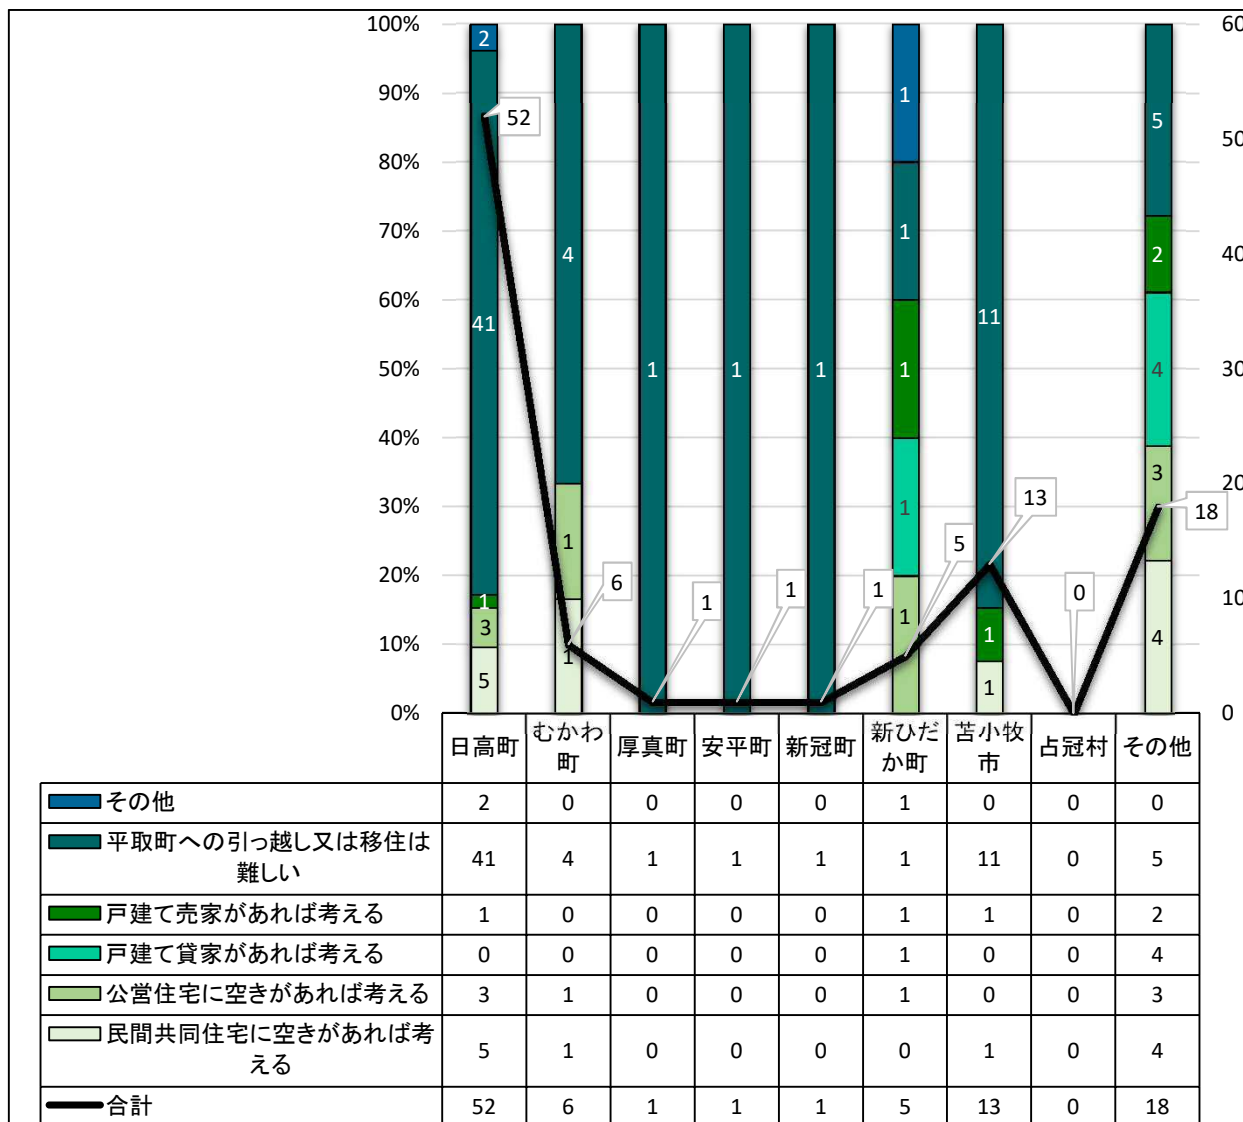 100%
90%
80%
70%
60%
50%
40%
30%
20%
10%
0%
60
50
40
30
20
10
0
2
41
1
3
5
52
4
1
1
6
1
1
1
1
1
1
1
1
1
1
1
5
11
1
1
13
0
5
2
4
3
4
18
日高町
むかわ
町
厚真町
安平町
新冠町
新ひだ
か町
苫小牧
市
占冠村
その他
その他 2 0 0 0 0 1 0 0 0
平取町への引っ越し又は移住は
難しい
41 4 1 1 1 1 11 0 5
戸建て売家があれば考える 1 0 0 0 0 1 1 0 2
戸建て貸家があれば考える 0 0 0 0 0 1 0 0 4
公営住宅に空きがあれば考える 3 1 0 0 0 1 0 0 3
民間共同住宅に空きがあれば考
える
5 1 0 0 0 0 1 0 4
合計 52 6 1 1 1 5 13 0 18